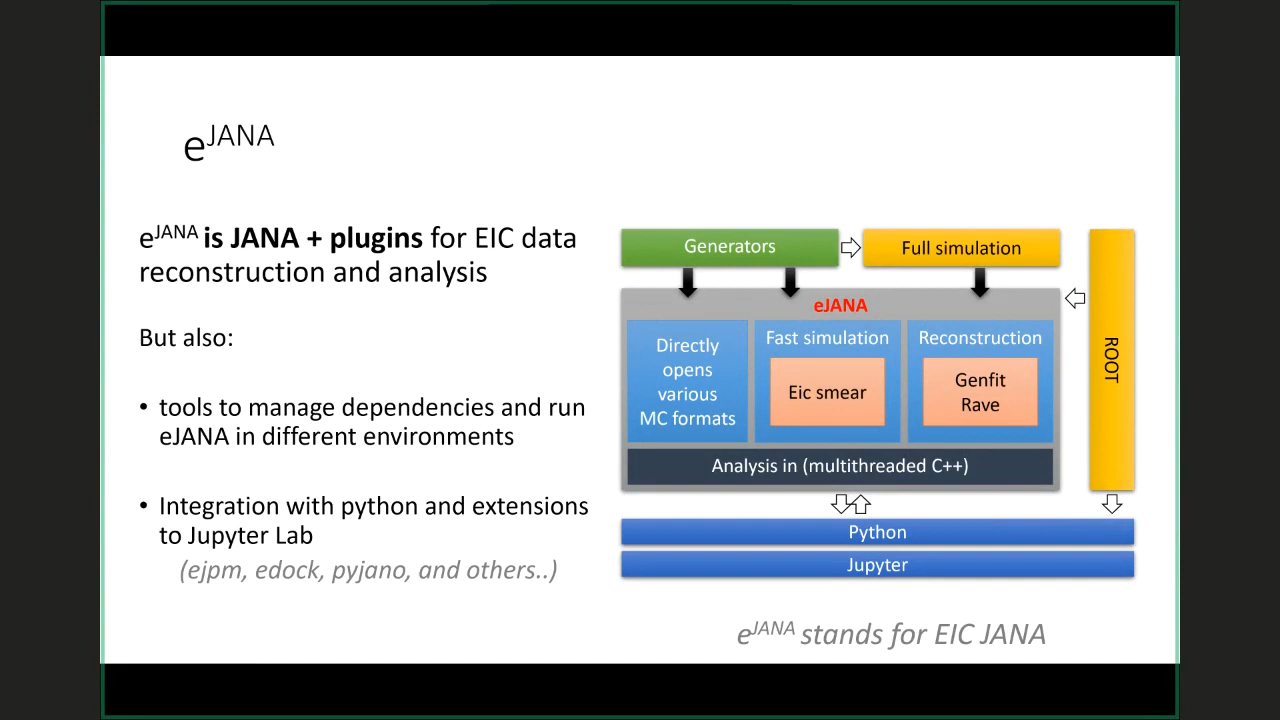 eJANA
eJANA is JANA + plugins for EIC data
reconstruction and analysis
But also:
• tools to manage dependencies and run
eJANA in different environments
• Integration with python and extensions
to Jupyter Lab
(ejpm, edock, pyjano, and others..)
Generators
Full simulation
eJANA
Directly
opens
various
MC formats
Fast simulation
Eic smear
Reconstruction
Genfit
Rave
Analysis in (multithreaded C++)
ROOT
Python
Jupyter
eJANA stands for EIC JANA